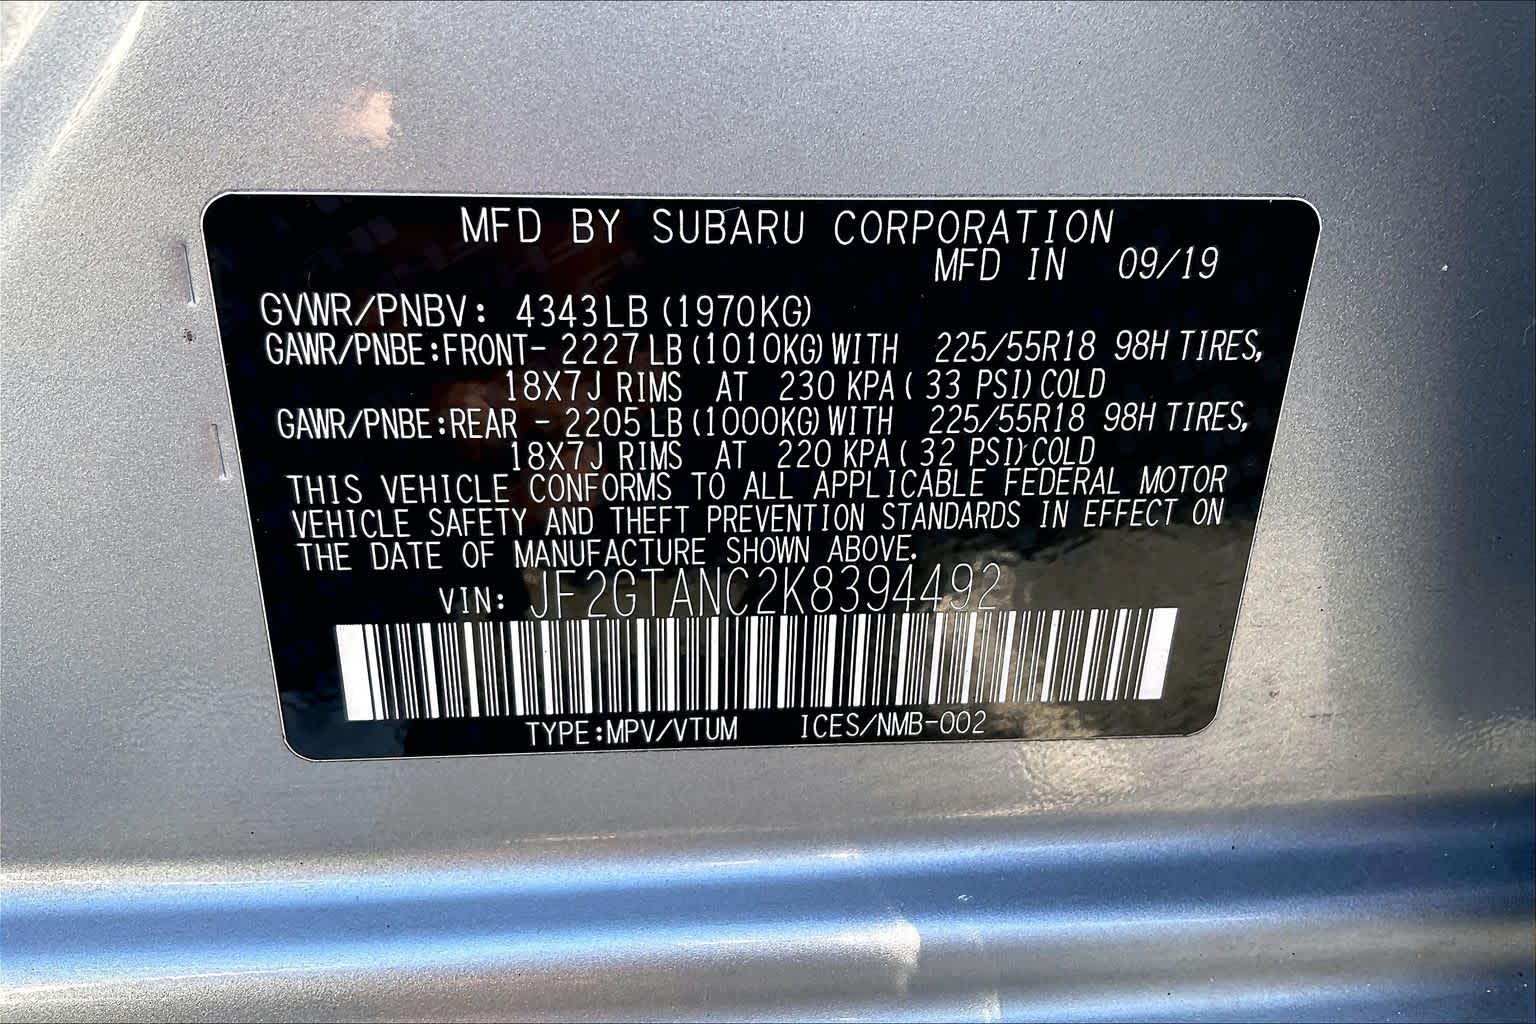 MFD BY SUBARU CORPORATION
MFD IN 09/19
GVWR/PNBV: 4343LB (1970KG)
GAWR/PNBE:FRONT- 2227LB (1010KG) WITH 225/55R18 98H TIRES,
18X7J RIMS AT 230 KPA ( 33 PSI) COLD
GAWR/PNBE:REAR - 2205LB (1000KG) WITH 225/55R18 98H TIRES,
18X7J RIMS AT 220 KPA ( 32 PSI) COLD
THIS VEHICLE CONFORMS TO ALL APPLICABLE FEDERAL MOTOR
VEHICLE SAFETY AND THEFT PREVENTION STANDARDS IN EFFECT ON
THE DATE OF MANUFACTURE SHOWN ABOVE.
VIN: JF2GTANC2K8394492
TYPE:MPV/VTUM ICES/NMB-002